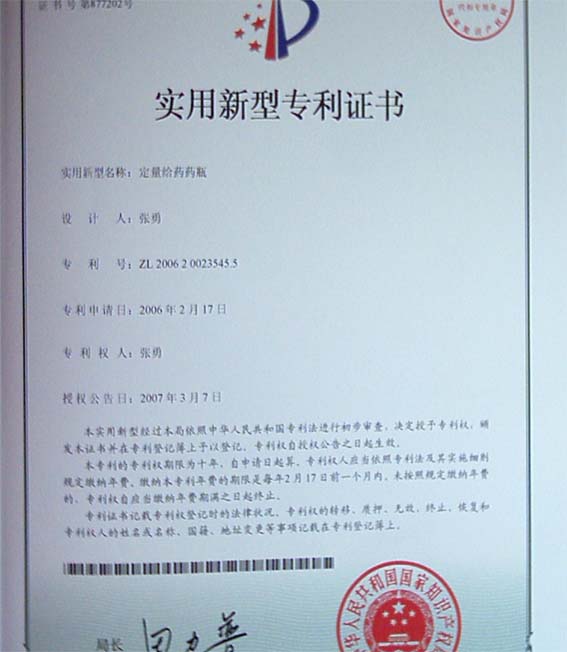 证书号第877202号
实用新型专利证书
实用新型名称：定量给药药瓶
设计人：张勇
专利号：ZL 2006 2 0023545.5
专利申请日：2006年2月17日
专利权人：张勇
授权公告日：2007年3月7日
本实用新型经过本局依照中华人民共和国专利法进行初步审查，决定授予专利权，颁
发本证书并在专利登记簿上予以登记。专利权自授权公告之日起生效。
本专利的专利权期限为十年，自申请日起算。专利权人应当依照专利法及其实施细则
规定缴纳年费。缴纳本专利年费的期限是每年2月17日前一个月内。未按照规定缴纳年费
的，专利权自应当缴纳年费期满之日起终止。
专利证书记载专利权登记时的法律状况。专利权的转移、质押、无效、终止、恢复和
专利权人的姓名或名称、国籍、地址变更等事项记载在专利登记簿上。
局长
中华人民共和国国家知识产权